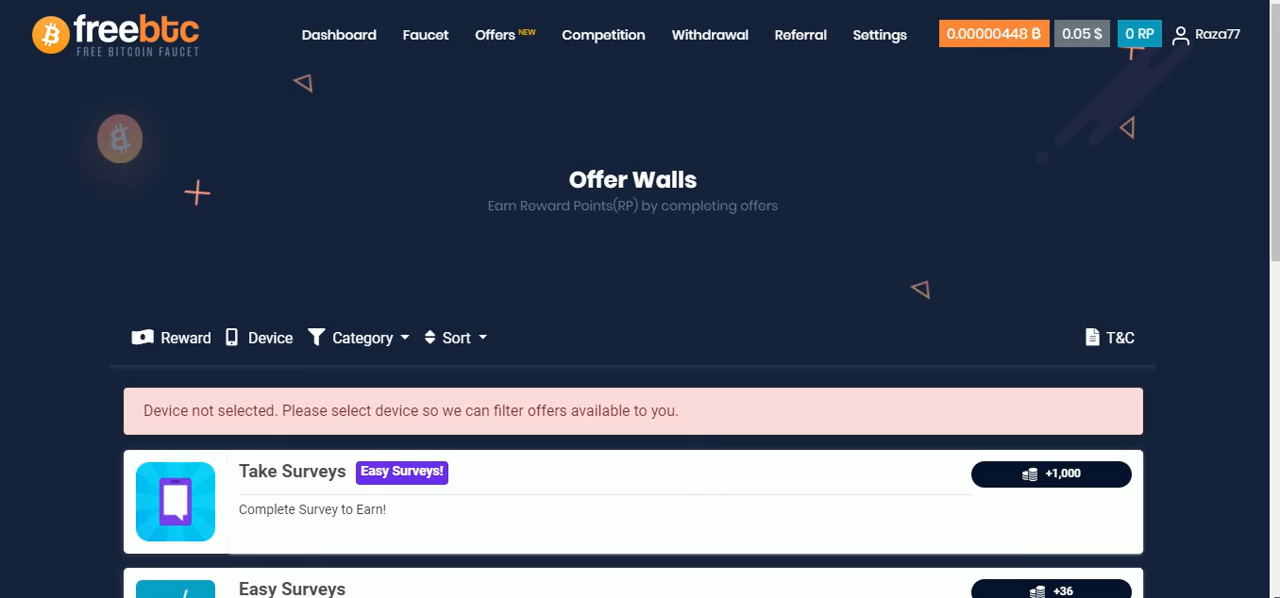 freebtc
FREE BITCOIN FAUCET
Dashboard Faucet Offers NEW Competition Withdrawal Referral Settings 0.00000448 ₿ 0.05 $ 0 RP Raza77
Offer Walls
Earn Reward Points(RP) by completing offers
Reward Device Category Sort T&C
Device not selected. Please select device so we can filter offers available to you.
Take Surveys Easy Surveys! +1,000
Complete Survey to Earn!
Easy Surveys +36